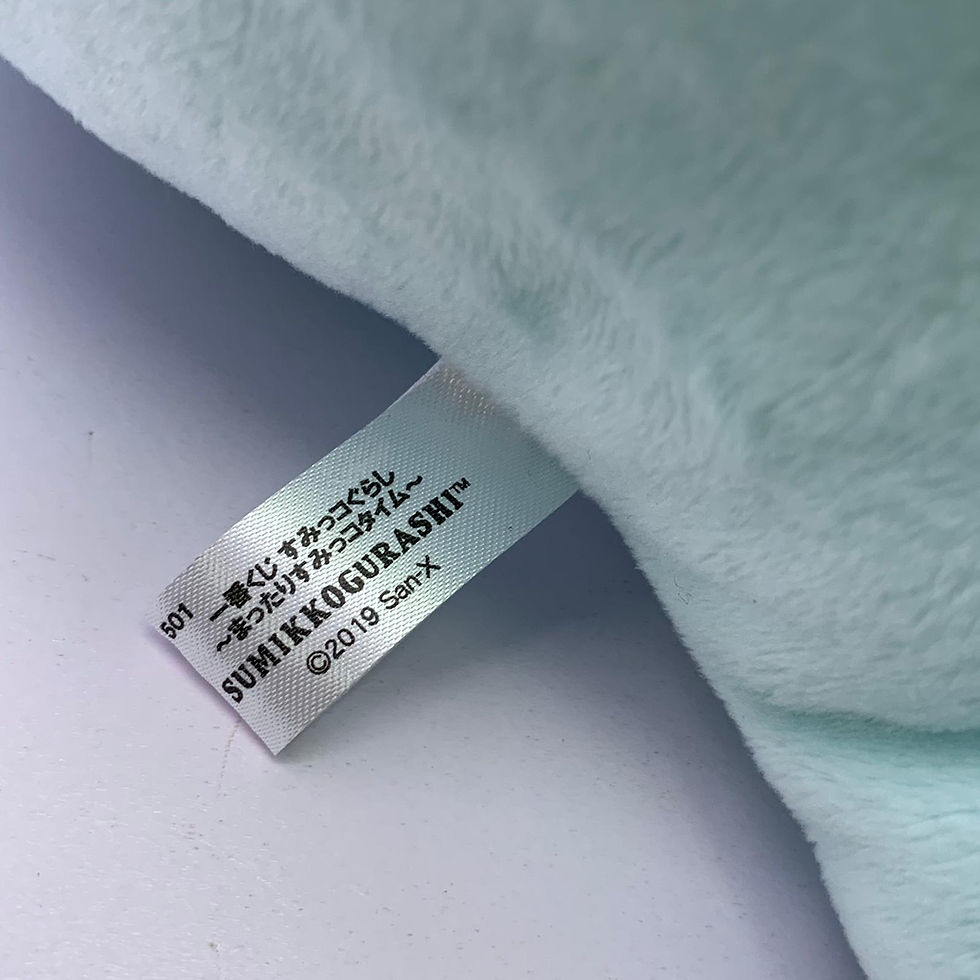 501
一番くじ すみっコぐらし
～まったりすみっコタイム～
SUMIKKOGURASHI™
©2019 San-X